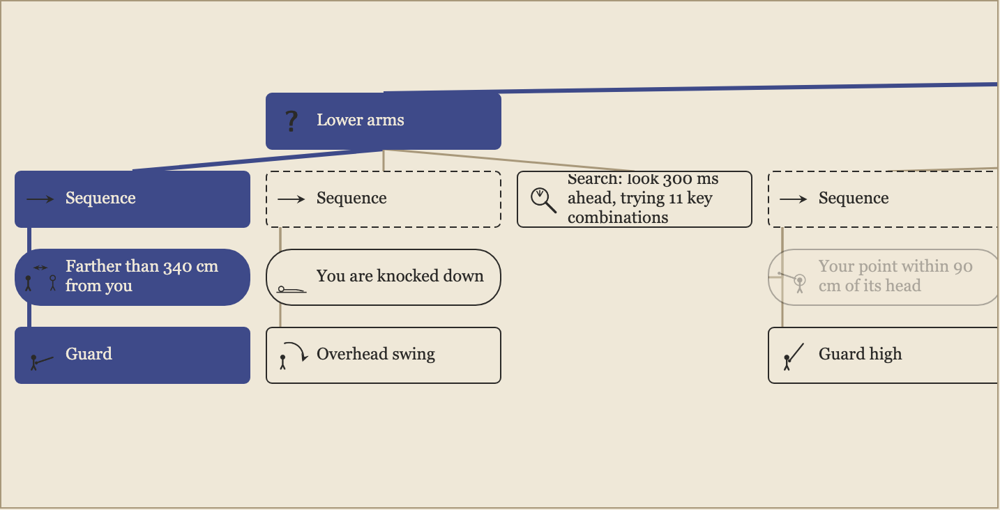 ?
Lower arms
Sequence
Sequence
Search: look 300 ms
ahead, trying 11 key
combinations
Sequence
Farther than 340 cm
from you
You are knocked down
Your point within 90
cm of its head
Guard
Overhead swing
Guard high